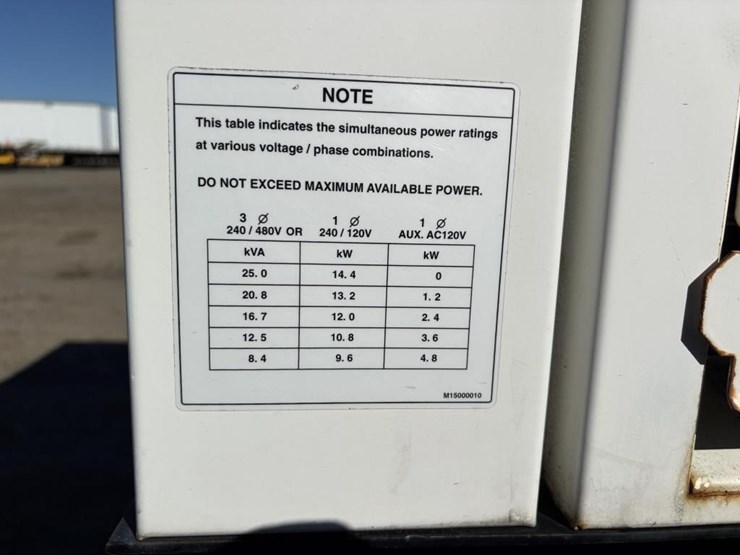 NOTE
This table indicates the simultaneous power ratings
at various voltage / phase combinations.
DO NOT EXCEED MAXIMUM AVAILABLE POWER.
3 Ø 1 Ø 1 Ø
240 / 480V OR 240 / 120V AUX. AC120V
kVA kW kW
25.0 14.4 0
20.8 13.2 1.2
16.7 12.0 2.4
12.5 10.8 3.6
8.4 9.6 4.8
M15000010